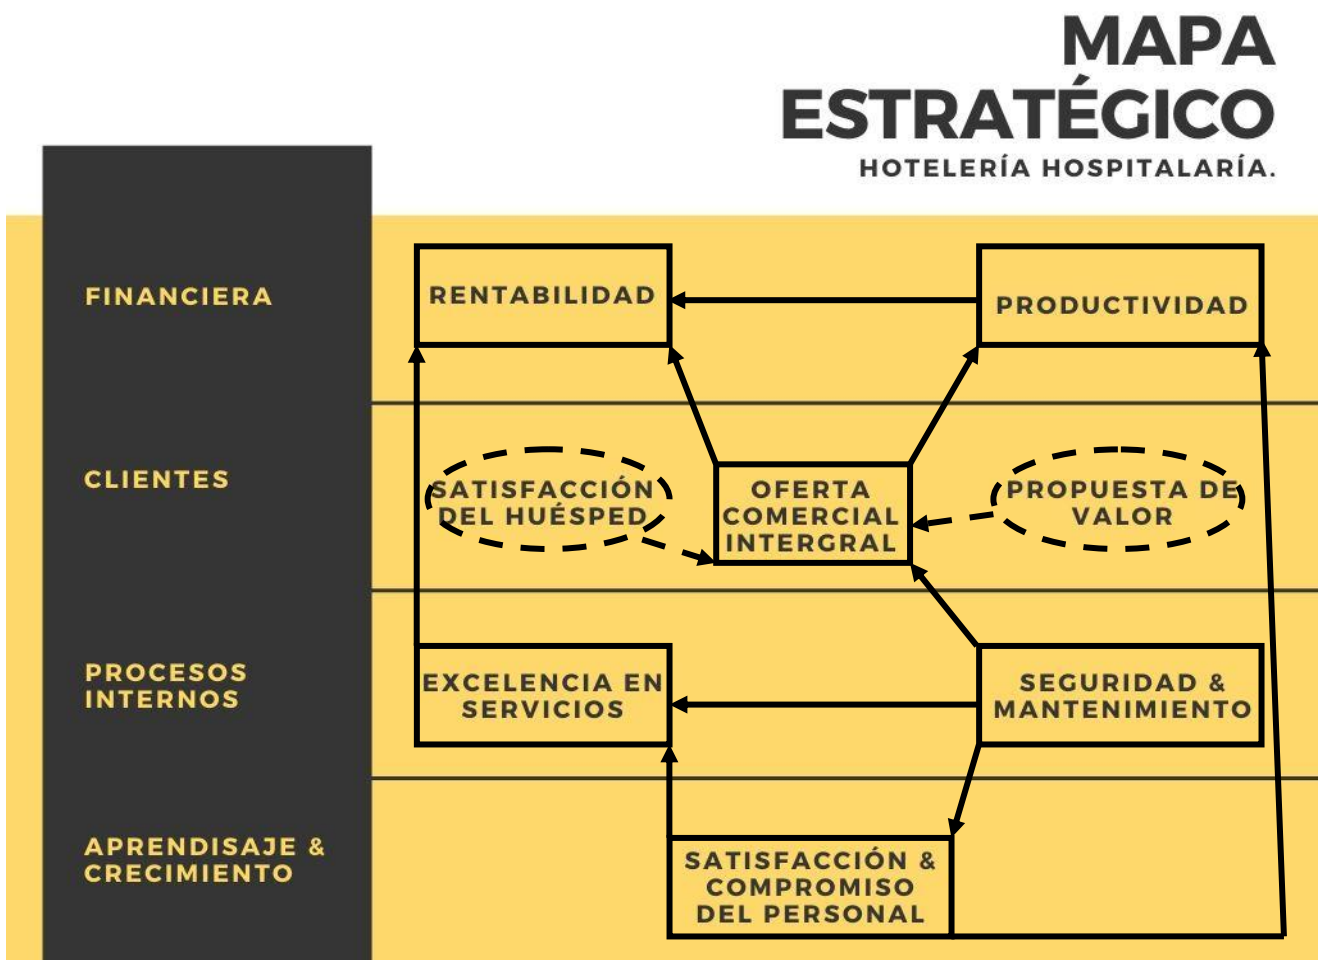 MAPA
ESTRATÉGICO
HOTELERÍA HOSPITALARÍA.
FINANCIERA
RENTABILIDAD
PRODUCTIVIDAD
CLIENTES
SATISFACCIÓN
DEL HUÉSPED
OFERTA
COMERCIAL
INTERGRAL
PROPUESTA DE
VALOR
PROCESOS
INTERNOS
EXCELENCIA EN
SERVICIOS
SEGURIDAD &
MANTENIMIENTO
APRENDISAJE &
CRECIMIENTO
SATISFACCIÓN &
COMPROMISO
DEL PERSONAL